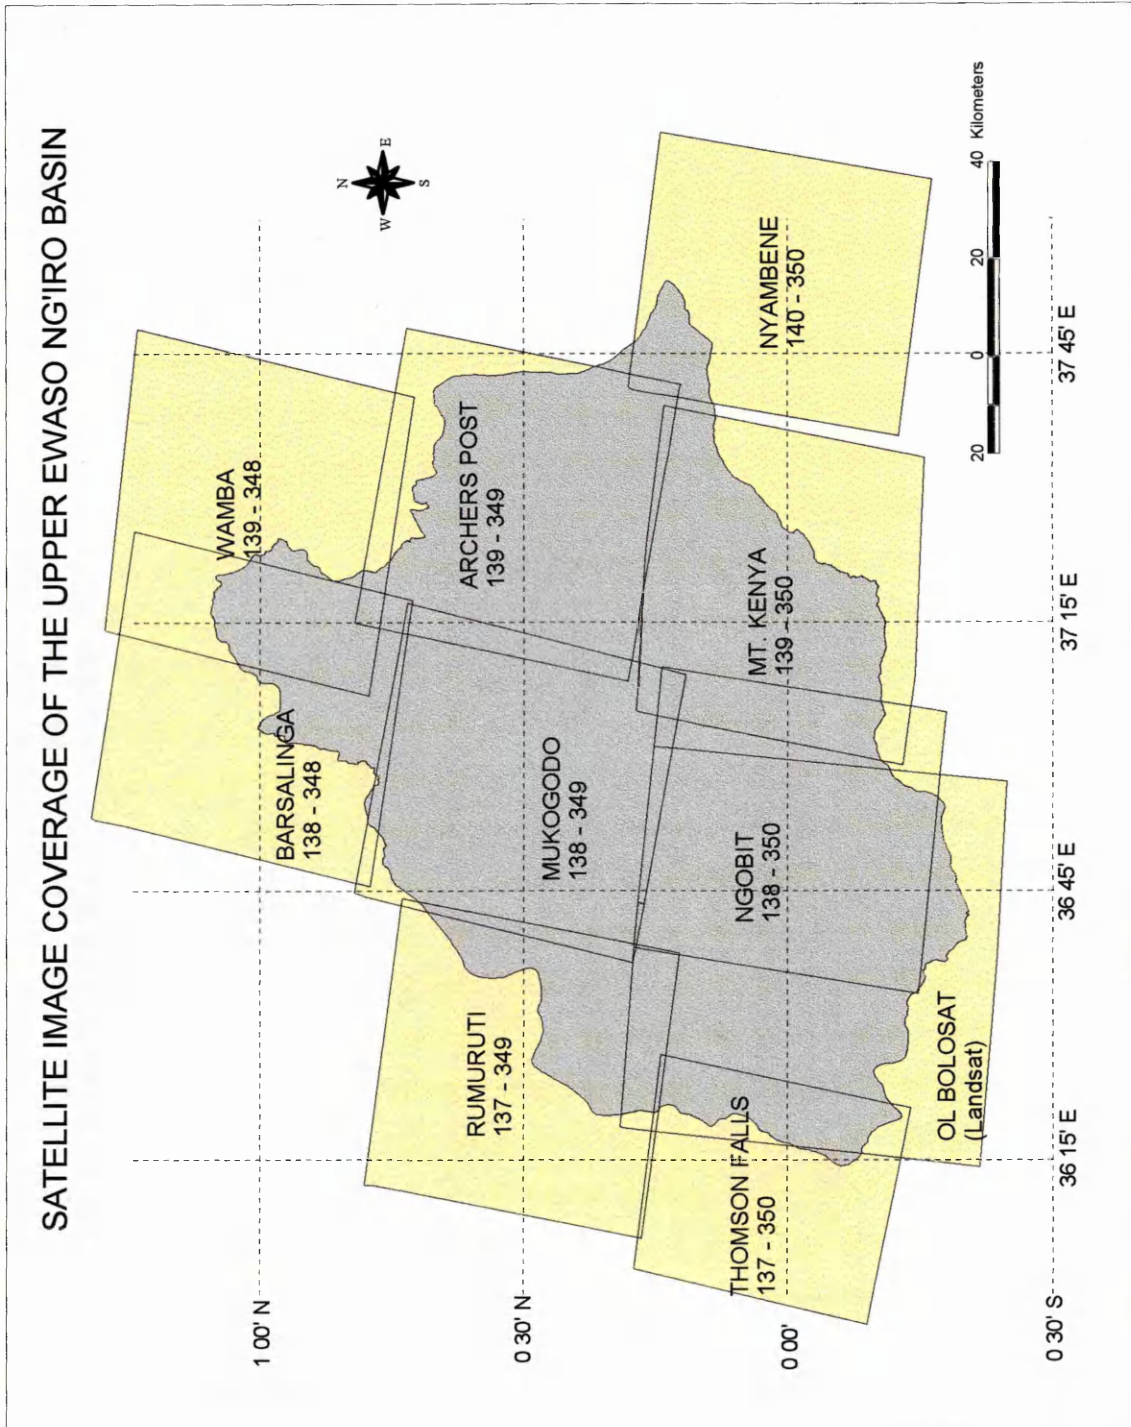 SATELLITE IMAGE COVERAGE OF THE UPPER EWASO NG'IRO BASIN
N
W
E
S
WAMBA
139 - 348
BARSALINGA
138 - 348
ARCHERS POST
139 - 349
RUMURUTI
137 - 349
MUKOGODO
138 - 349
NYAMBENE
140 - 350
MT. KENYA
139 - 350
NGOBIT
138 - 350
THOMSON FALLS
137 - 350
OL BOLOSAT
(Landsat)
1 00' N
0 30' N
0 00'
0 30' S
36 15' E
36 45' E
37 15' E
37 45' E
20
0
20
40 Kilometers